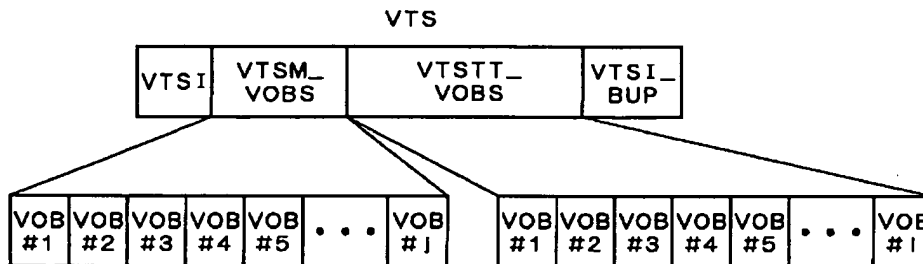 VTS
VTSI VTSM_ VTSTT_ VTSI_
VOBS VOBS BUP
VOB VOB VOB VOB VOB VOB VOB VOB VOB VOB VOB VOB
#1 #2 #3 #4 #5 ••• #j #1 #2 #3 #4 #5 ••• #i